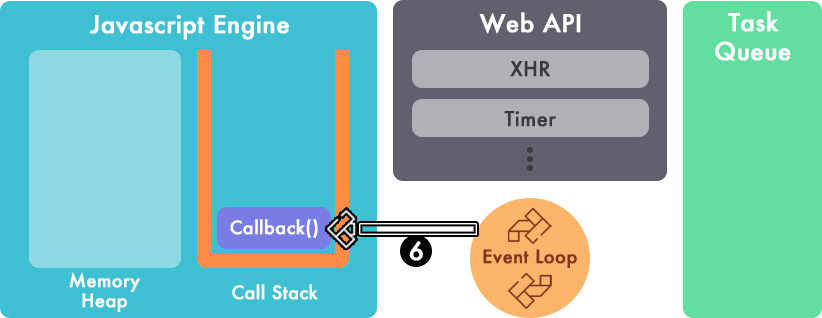 Javascript Engine
Memory
Heap
Callback()
Call Stack
Web API
XHR
Timer
6
Event Loop
Task
Queue